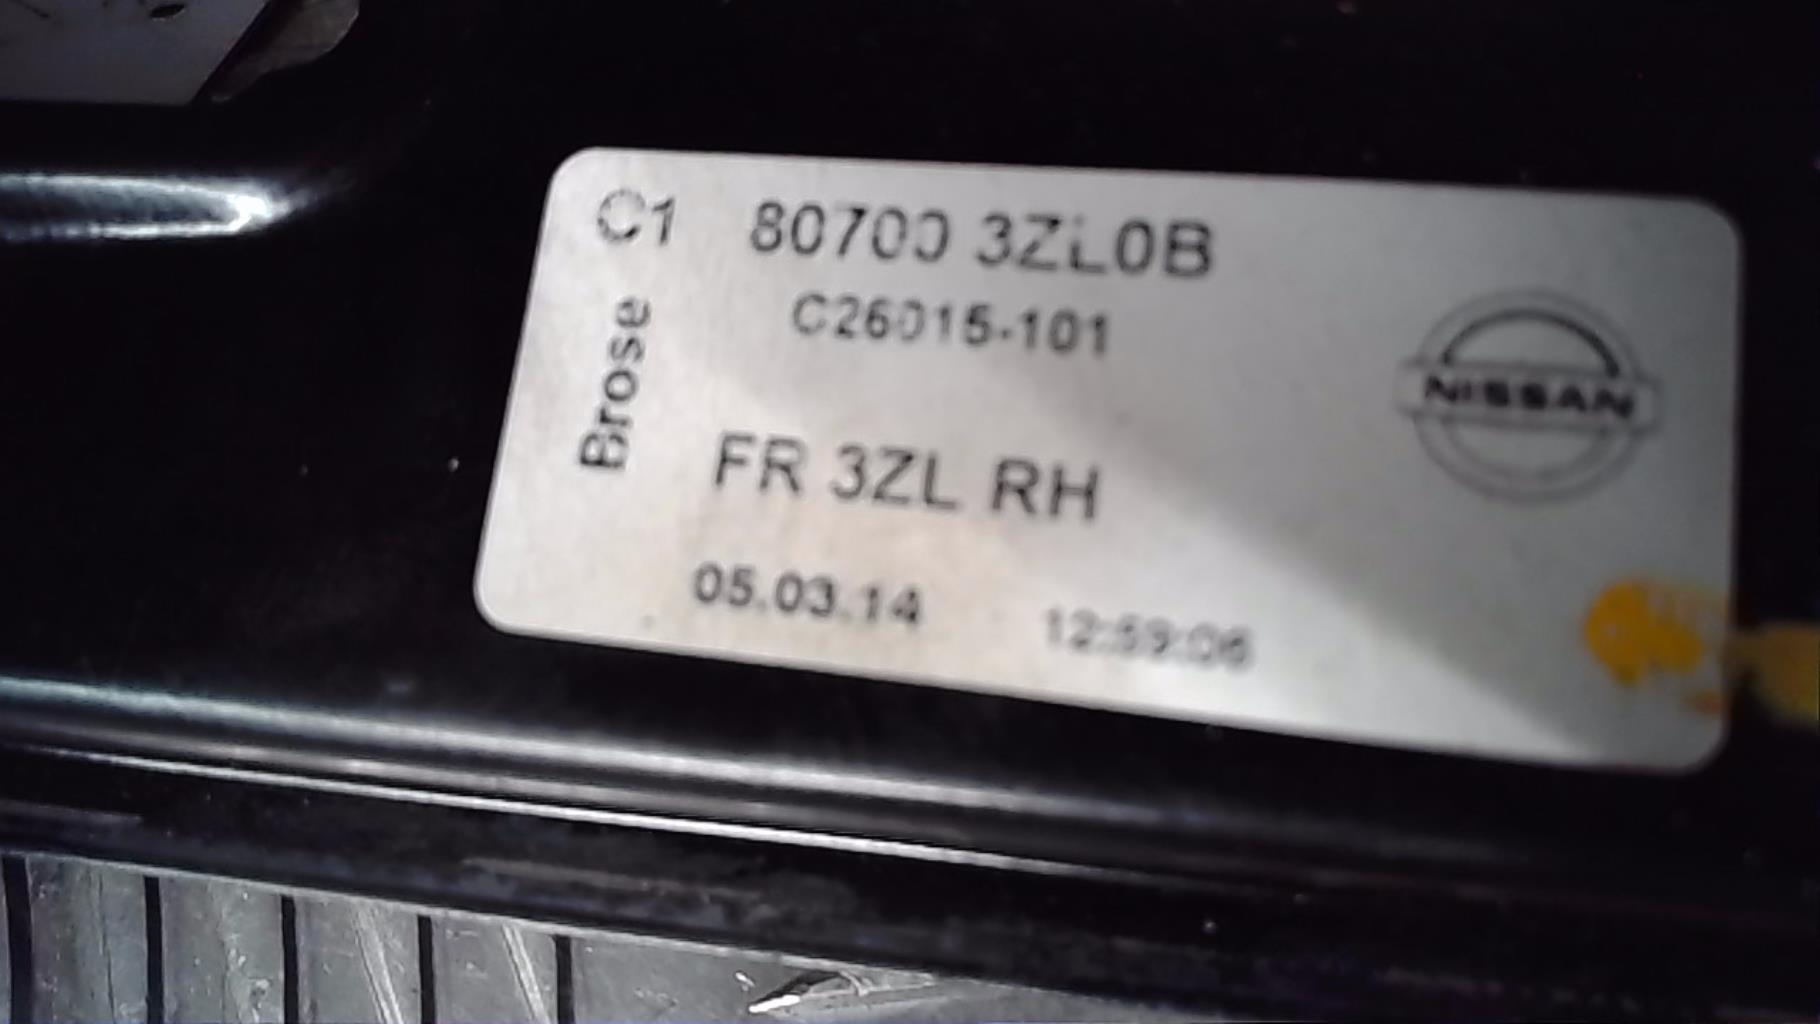 C1 80700 3ZL0B
C26015-101
Brose
NISSAN
FR 3ZL RH
05.03.14 12:59:06